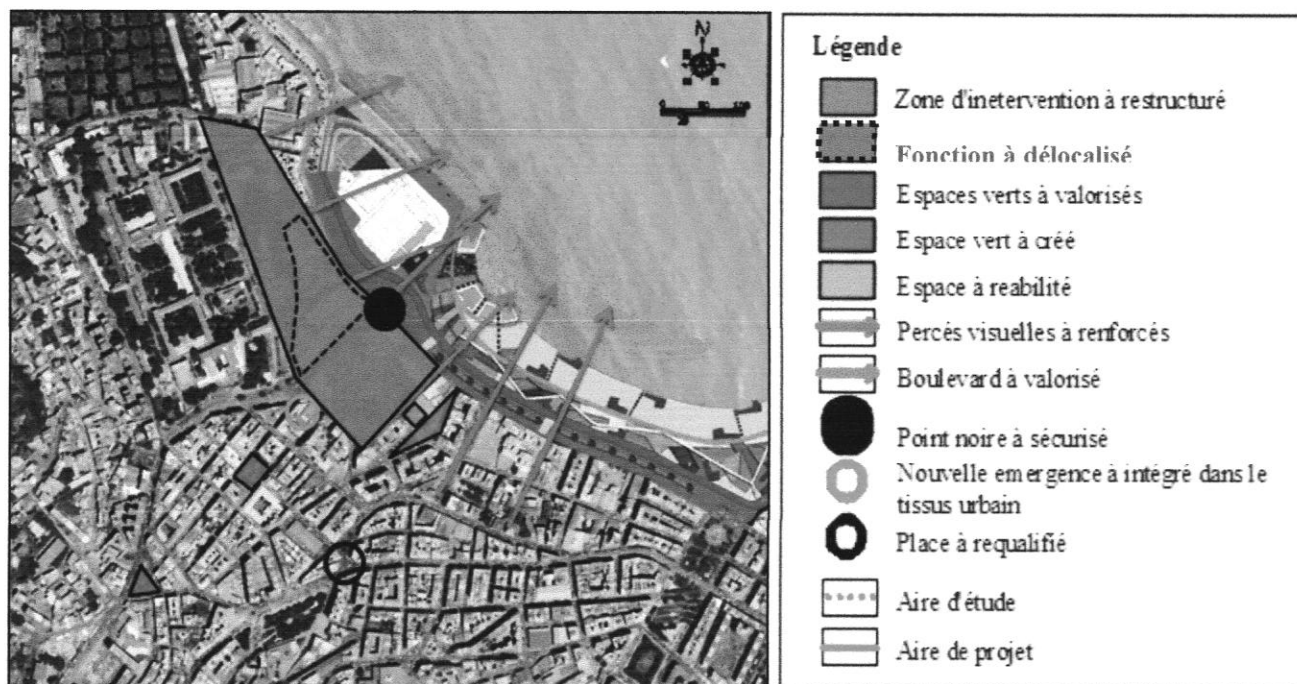 N
Légende
Zone d'inetervention à restructuré
Fonction à délocalisé
Espaces verts à valorisés
Espace vert à créé
Espace à reabilité
Percés visuelles à renforcés
Boulevard à valorisé
Point noire à sécurisé
Nouvelle emergence à intégré dans le
tissus urbain
Place à requalifié
Aire d'étude
Aire de projet